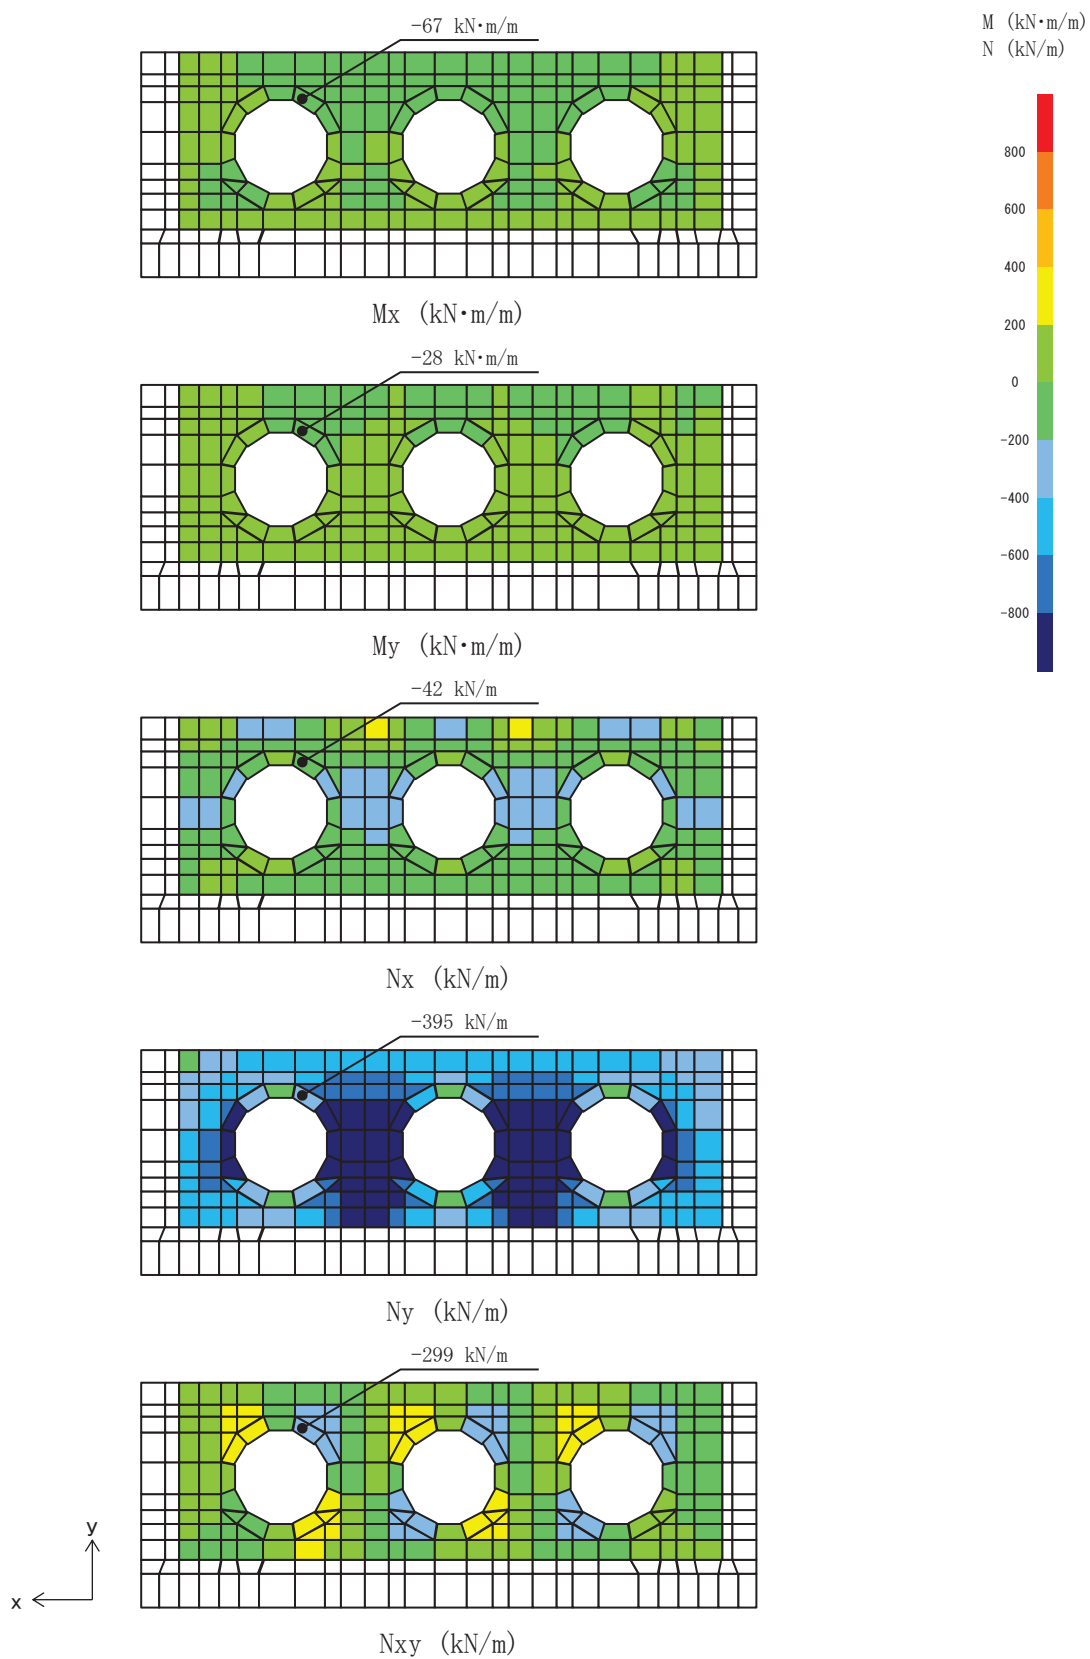 -67 kN·m/m
M (kN·m/m)
N (kN/m)
800
600
400
200
0
-200
-400
-600
-800
Mx (kN·m/m)
-28 kN·m/m
My (kN·m/m)
-42 kN/m
Nx (kN/m)
-395 kN/m
Ny (kN/m)
-299 kN/m
y
x
Nxy (kN/m)